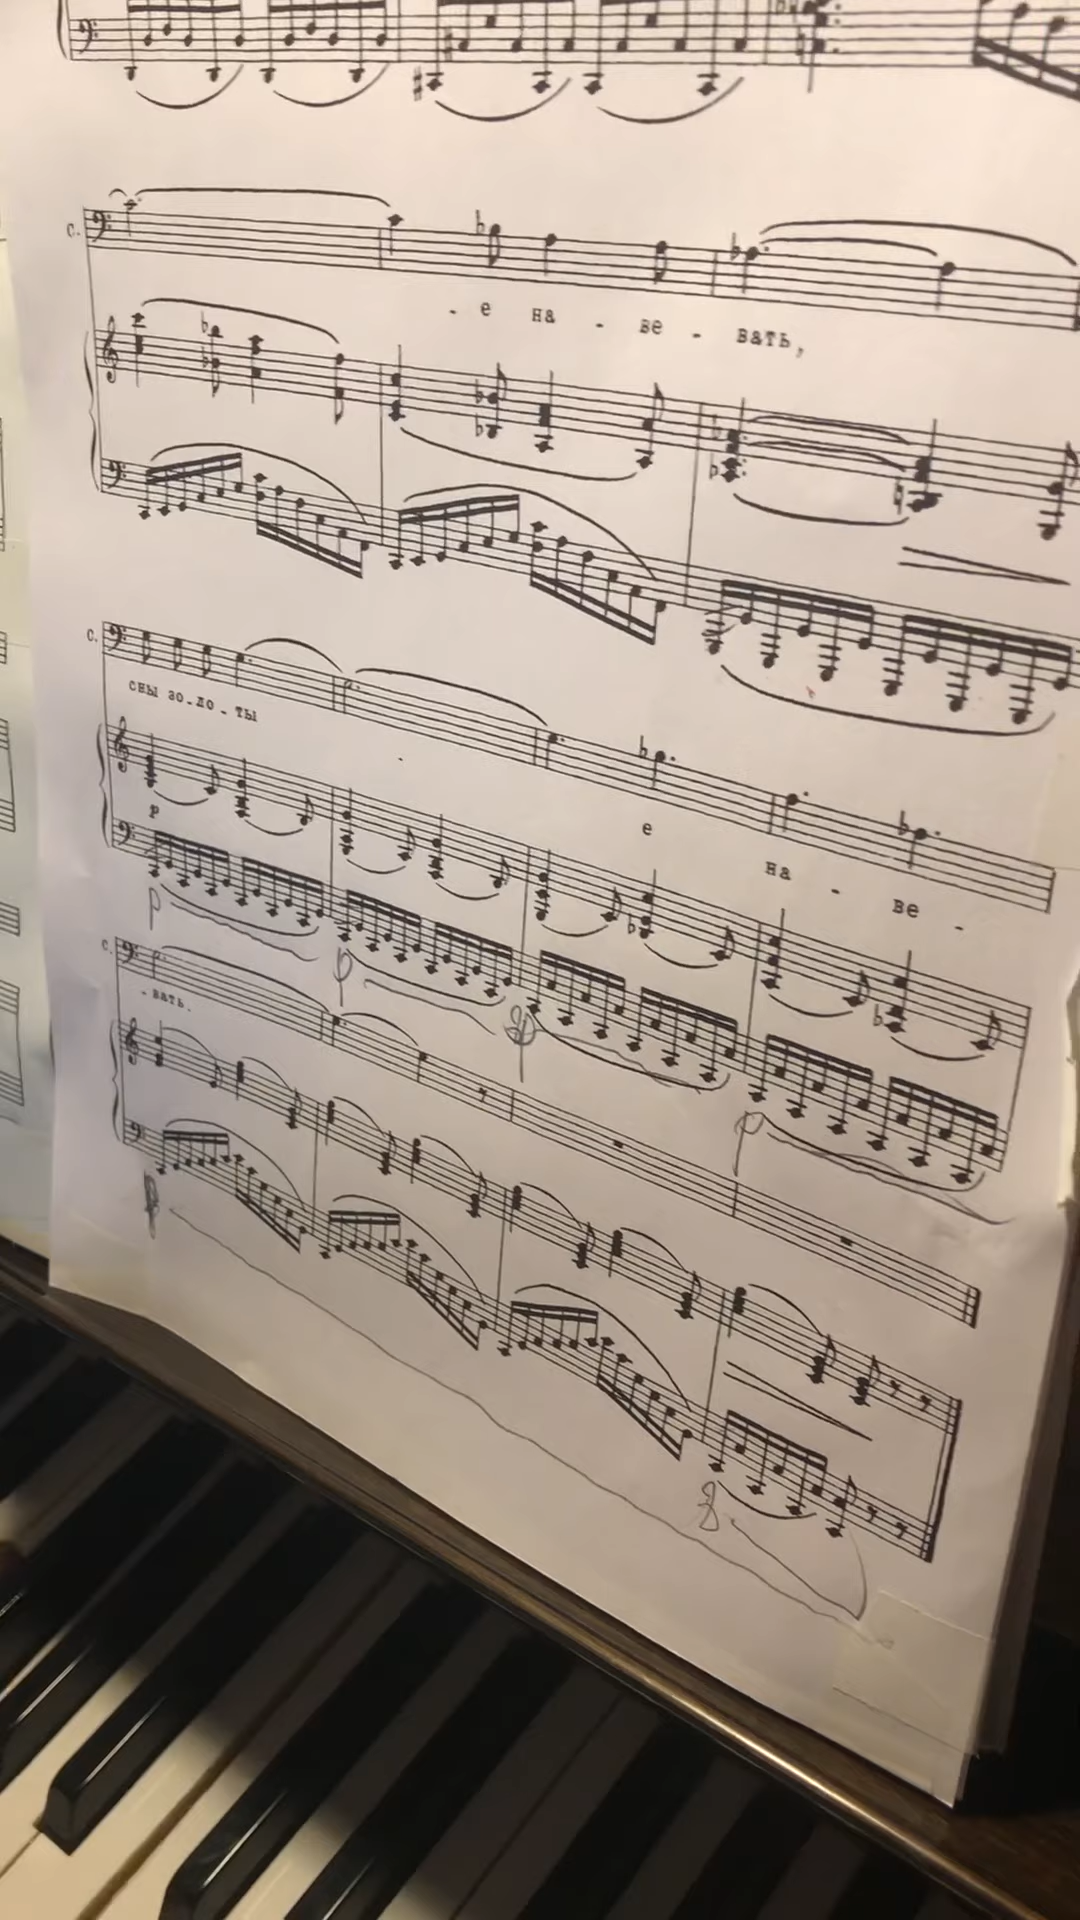 С.
- е на - ве - вать,
С.
сны зо - ло - ты
е на - ве -
p
p
С.
- вать.